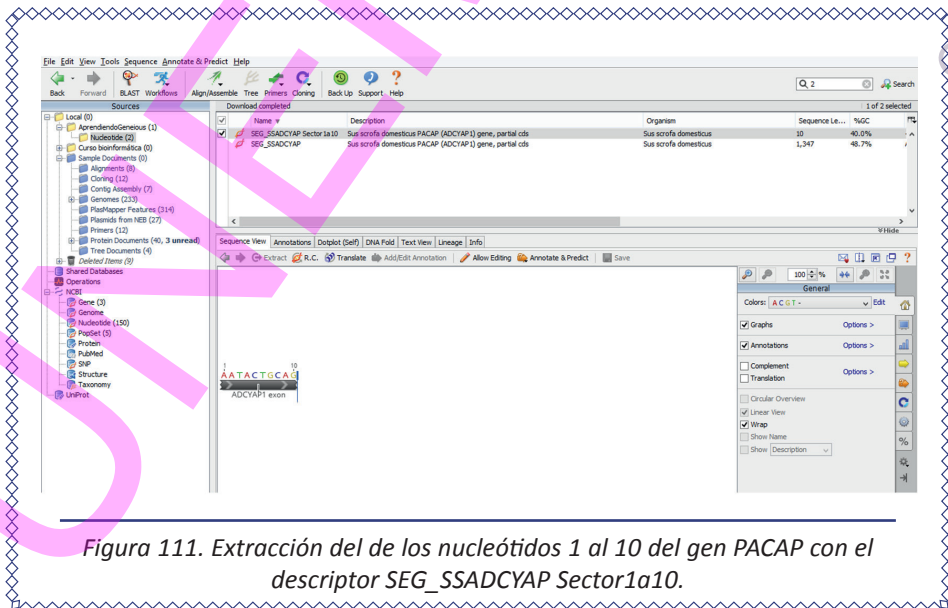 File Edit View Tools Sequence Annotate & Predict Help
Back Forward BLAST Workflows Align/Assemble Tree Primers Cloning Back Up Support Help
2 Search
Sources
Download completed
1 of 2 selected
Local (0)
AprendiendoGeneious (1)
Nucleotide (2)
Curso bioinformática (0)
Sample Documents (0)
Alignments (8)
Cloning (12)
Contig Assembly (7)
Genomes (233)
PlasMapper Features (314)
Plasmids from NEB (27)
Primers (12)
Protein Documents (40, 3 unread)
Tree Documents (4)
Deleted Items (9)
Shared Databases
Operations
NCBI
Gene (3)
Genome
Nucleotide (150)
PopSet (5)
Protein
PubMed
SNP
Structure
Taxonomy
UniProt
Name Description Organism Sequence Le... %GC
SEG_SSADCYAP Sector1a10 Sus scrofa domesticus PACAP (ADCYAP1) gene, partial cds Sus scrofa domesticus 10 40.0%
SEG_SSADCYAP Sus scrofa domesticus PACAP (ADCYAP1) gene, partial cds Sus scrofa domesticus 1,347 48.7%
Hide
Sequence View Annotations Dotplot (Self) DNA Fold Text View Lineage Info
Extract R.C. Translate Add/Edit Annotation Allow Editing Annotate & Predict Save
1 10
AATACTGCAG
ADCYAP1 exon
100 %
General
Colors: A C G T - Edit
Graphs Options >
Annotations Options >
Complement
Translation
Options >
Circular Overview
Linear View
Wrap
Show Name
Show Description
%
Figura 111. Extracción del de los nucleótidos 1 al 10 del gen PACAP con el
descriptor SEG_SSADCYAP Sector1a10.